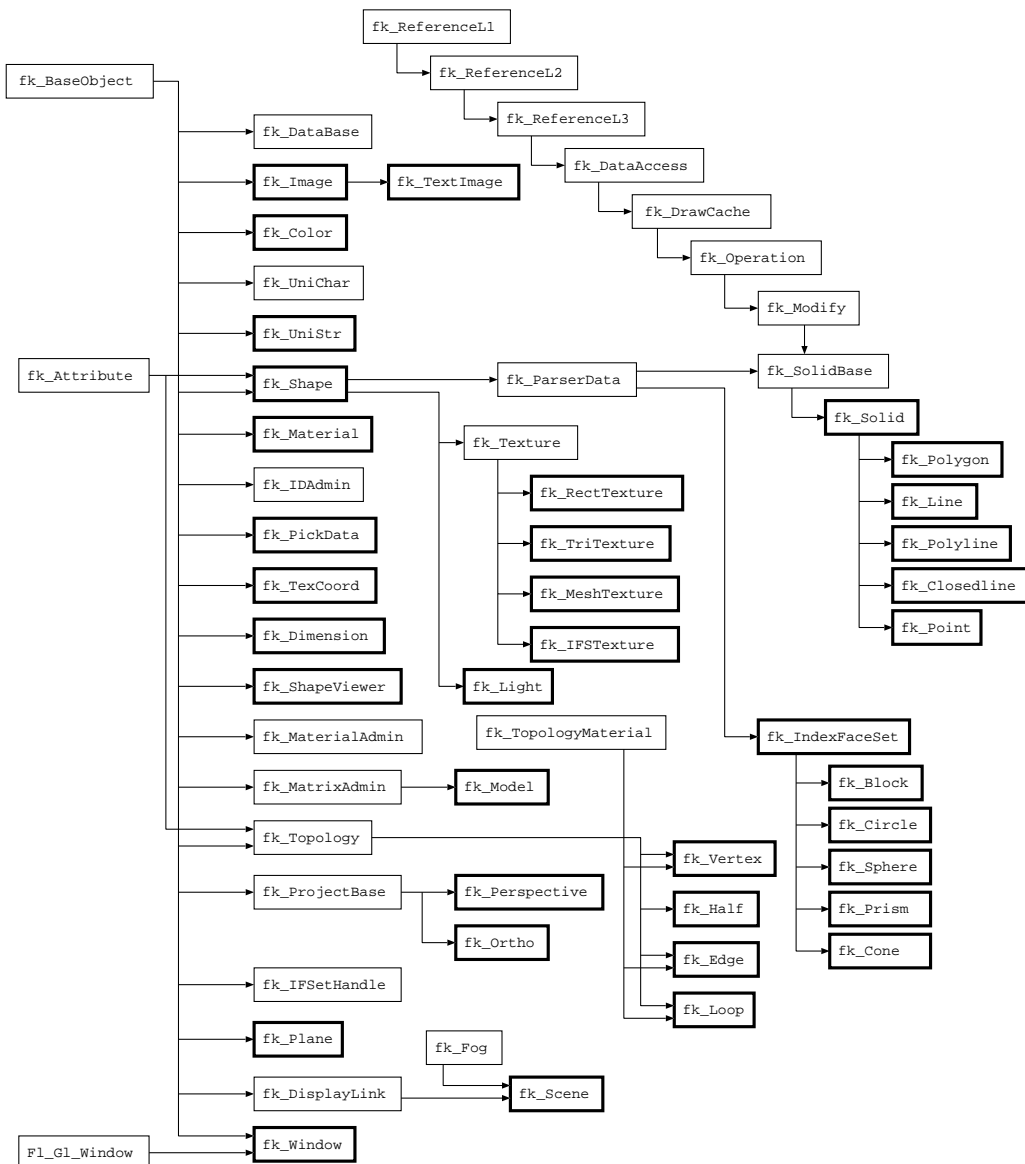 fk_ReferenceL1
fk_BaseObject
fk_ReferenceL2
fk_ReferenceL3
fk_DataBase
fk_DataAccess
fk_Image
fk_TextImage
fk_DrawCache
fk_Color
fk_Operation
fk_UniChar
fk_Modify
fk_UniStr
fk_Attribute
fk_Shape
fk_ParserData
fk_SolidBase
fk_Solid
fk_Material
fk_Texture
fk_Polygon
fk_IDAdmin
fk_RectTexture
fk_Line
fk_PickData
fk_TriTexture
fk_Polyline
fk_TexCoord
fk_MeshTexture
fk_Closedline
fk_Dimension
fk_IFSTexture
fk_Point
fk_ShapeViewer
fk_Light
fk_MaterialAdmin
fk_TopologyMaterial
fk_IndexFaceSet
fk_MatrixAdmin
fk_Model
fk_Block
fk_Topology
fk_Circle
fk_Vertex
fk_Sphere
fk_ProjectBase
fk_Perspective
fk_Half
fk_Prism
fk_Ortho
fk_Edge
fk_Cone
fk_IFSetHandle
fk_Loop
fk_Plane
fk_Fog
fk_DisplayLink
fk_Scene
Fl_Gl_Window
fk_Window